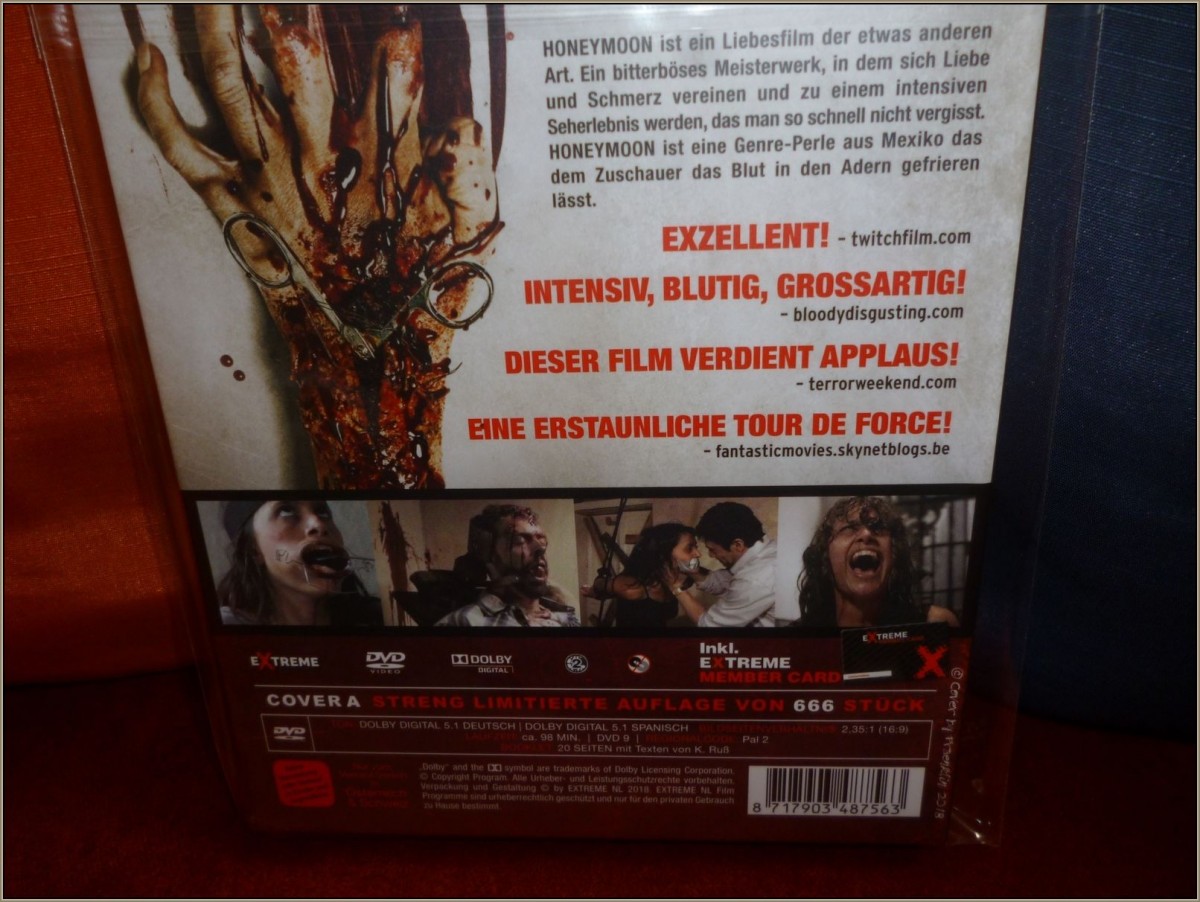 HONEYMOON ist ein Liebesfilm der etwas anderen
Art. Ein bitterböses Meisterwerk, in dem sich Liebe
und Schmerz vereinen und zu einem intensiven
Seherlebnis werden, das man so schnell nicht vergisst.
HONEYMOON ist eine Genre-Perle aus Mexiko das
dem Zuschauer das Blut in den Adern gefrieren
lässt.
EXZELLENT! – twitchfilm.com
INTENSIV, BLUTIG, GROSSARTIG!
– bloodydisgusting.com
DIESER FILM VERDIENT APPLAUS!
– terrorweekend.com
EINE ERSTAUNLICHE TOUR DE FORCE!
– fantasticmovies.skynetblogs.be
EXTREME
DVD
VIDEO
DOLBY
DIGITAL
2
Inkl.
EXTREME
MEMBER CARD
EXTREME
X
COVER A STRENG LIMITIERTE AUFLAGE VON 666 STÜCK
DVD
DOLBY DIGITAL 5.1 DEUTSCH | DOLBY DIGITAL 5.1 SPANISCH 2,35:1 (16:9)
LAUFZEIT: ca. 98 MIN. | DVD 9 | Pal 2
BOOKLET: 20 SEITEN mit Texten von K. Ruß
„Dolby“ and the symbol are trademarks of Dolby Licensing Corporation.
© Copyright Program. Alle Urheber- und Leistungsschutzrechte vorbehalten.
Verpackung und Gestaltung © by EXTREME NL 2018. EXTREME NL Film
Programme sind urheberrechtlich geschützt und nur für den privaten Gebrauch
zu Hause bestimmt.
8 717903 487563
2018